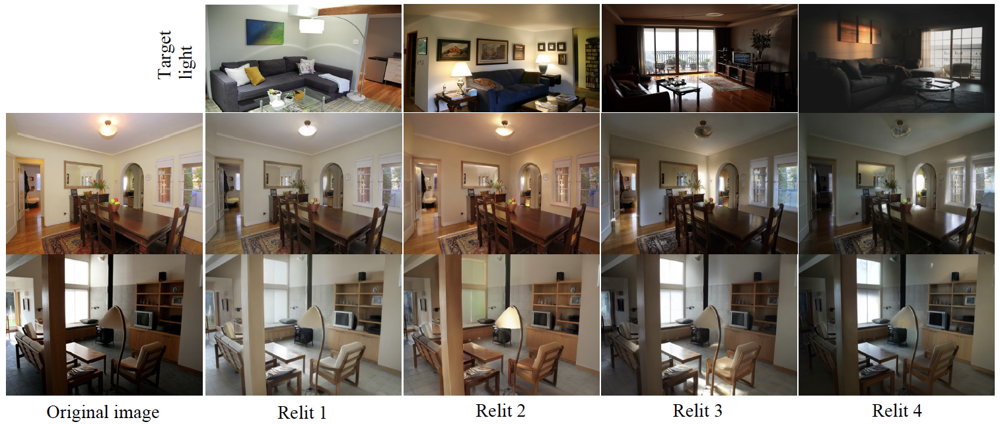 Target
light
Original image
Relit 1
Relit 2
Relit 3
Relit 4